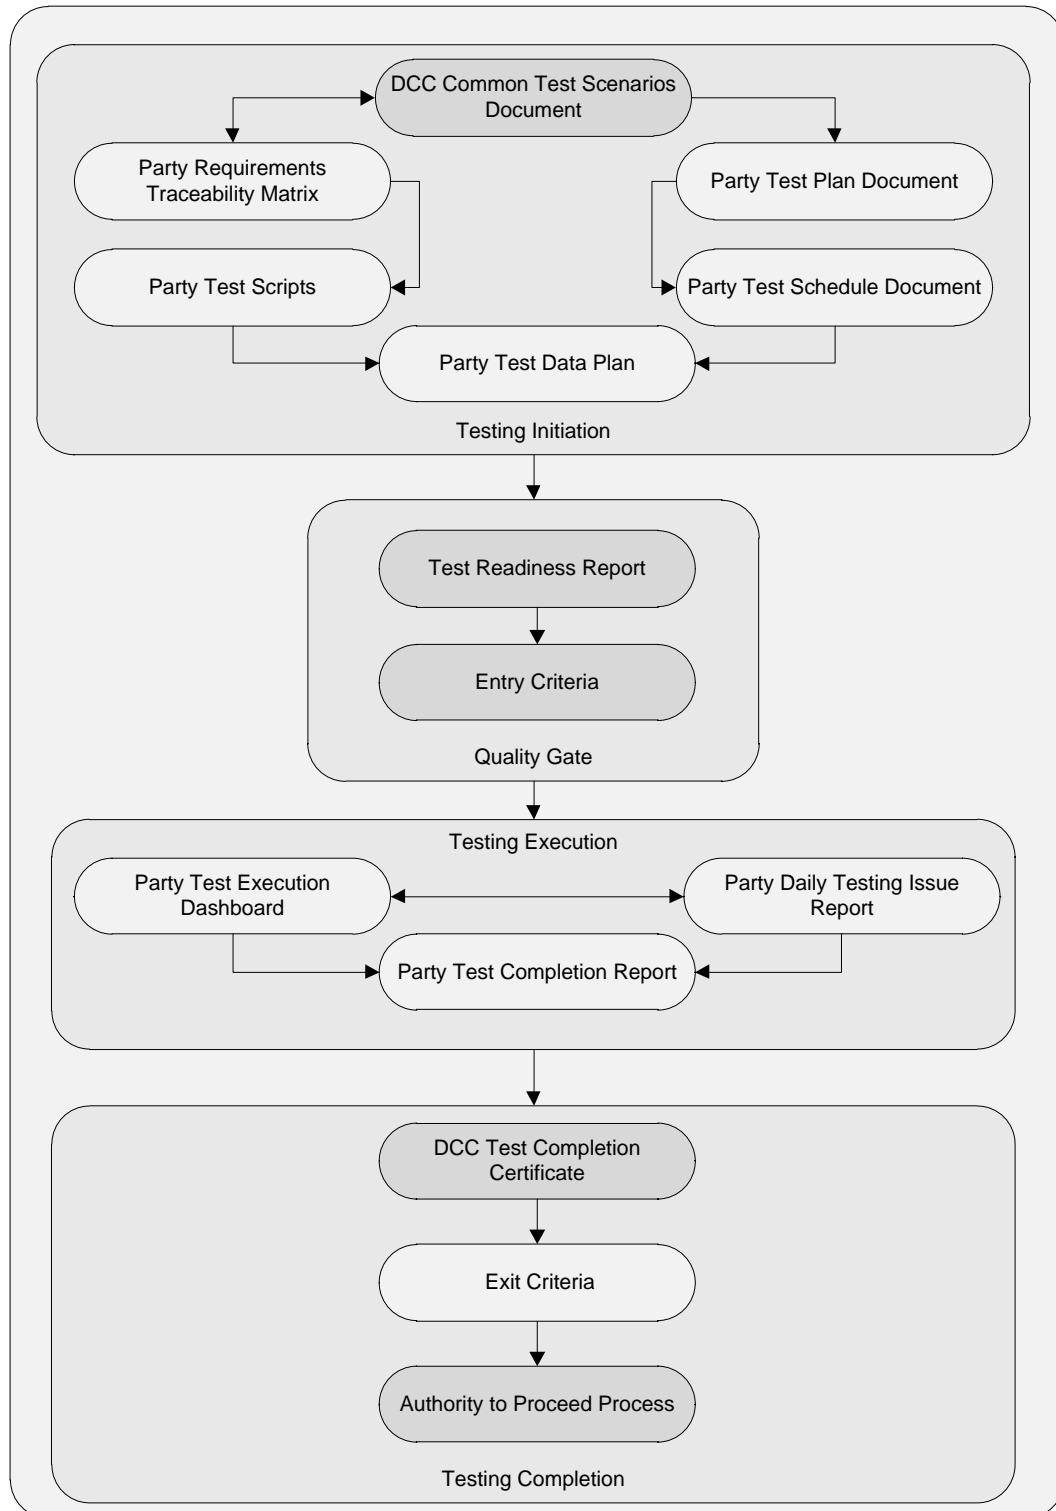 DCC Common Test Scenarios
Document
Party Requirements
Traceability Matrix
Party Test Plan Document
Party Test Scripts
Party Test Schedule Document
Party Test Data Plan
Testing Initiation
Test Readiness Report
Entry Criteria
Quality Gate
Testing Execution
Party Test Execution
Dashboard
Party Daily Testing Issue
Report
Party Test Completion Report
DCC Test Completion
Certificate
Exit Criteria
Authority to Proceed Process
Testing Completion